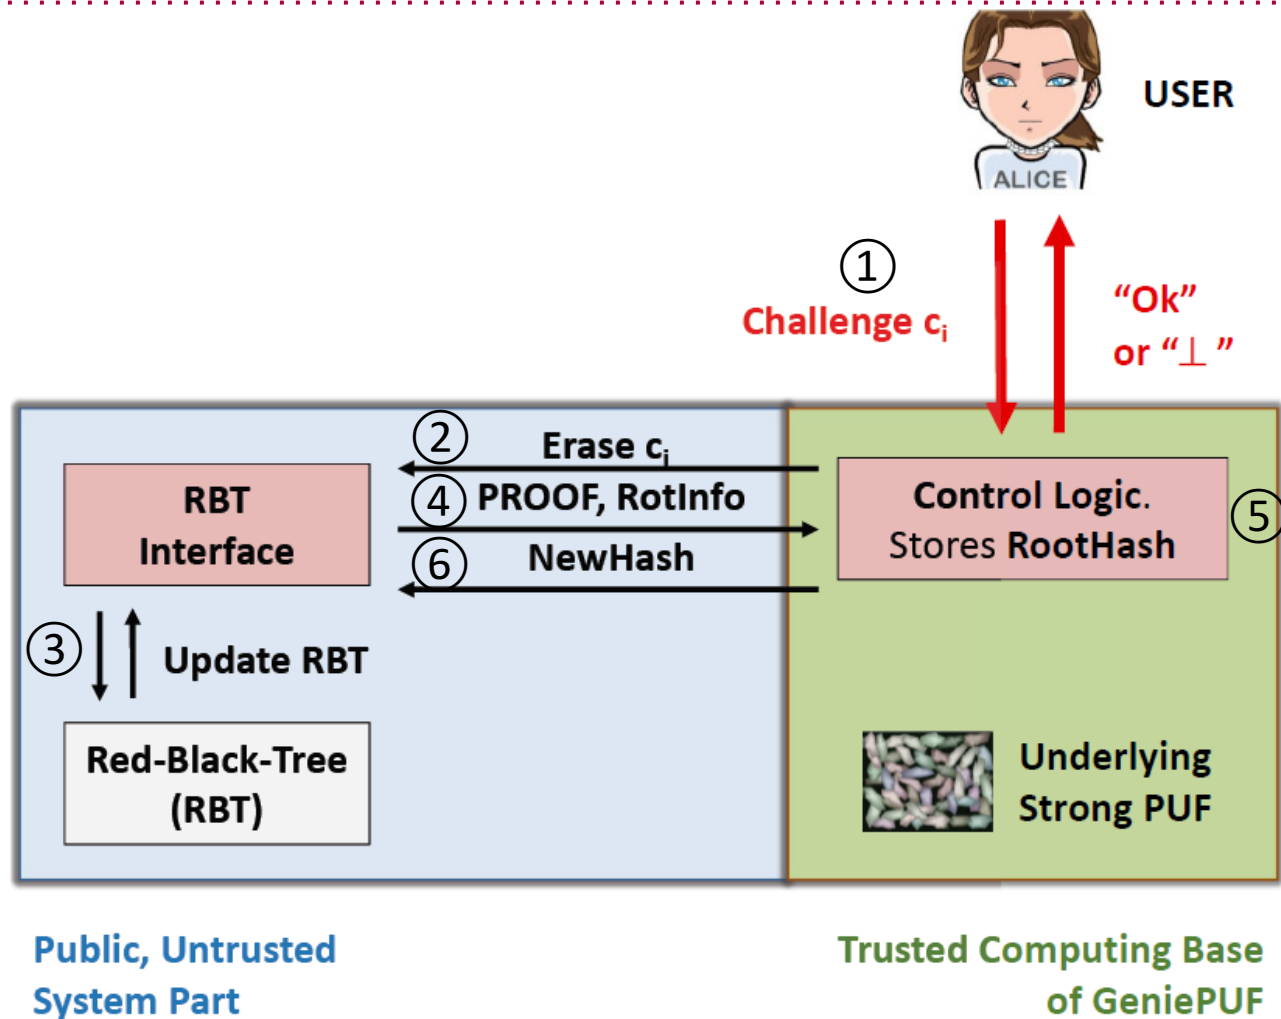 USER
ALICE
①
Challenge cᵢ
“Ok”
or “⊥”
②
Erase cᵢ
④
PROOF, RotInfo
⑥
NewHash
RBT
Interface
Control Logic.
Stores RootHash
⑤
③
Update RBT
Red-Black-Tree
(RBT)
Underlying
Strong PUF
Public, Untrusted
System Part
Trusted Computing Base
of GeniePUF